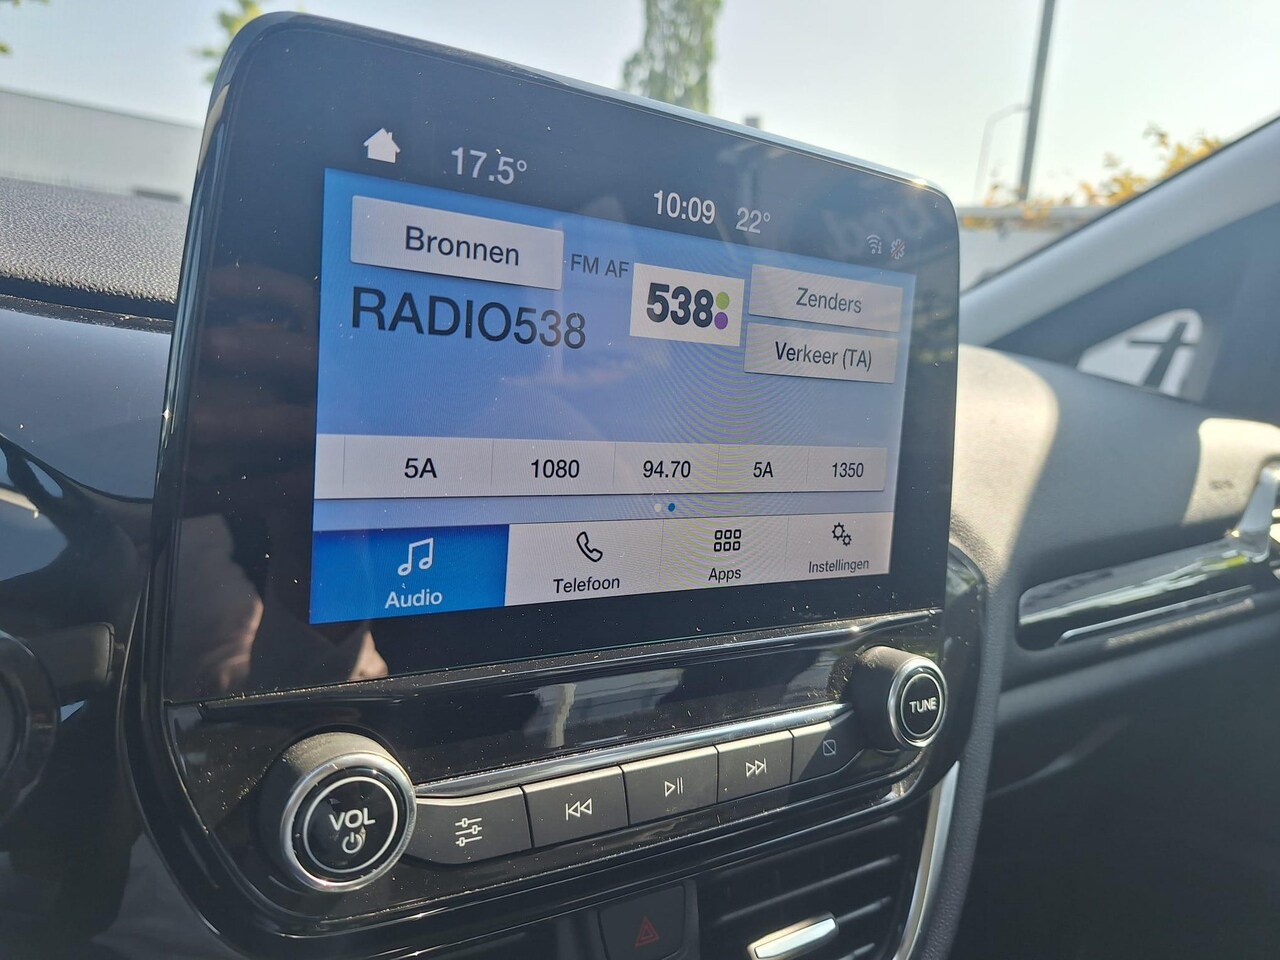 17.5°
10:09 22°
Bronnen
FM AF
538
Zenders
RADIO538
Verkeer (TA)
5A 1080 94.70 5A 1350
Audio
Telefoon
Apps
Instellingen
TUNE
VOL